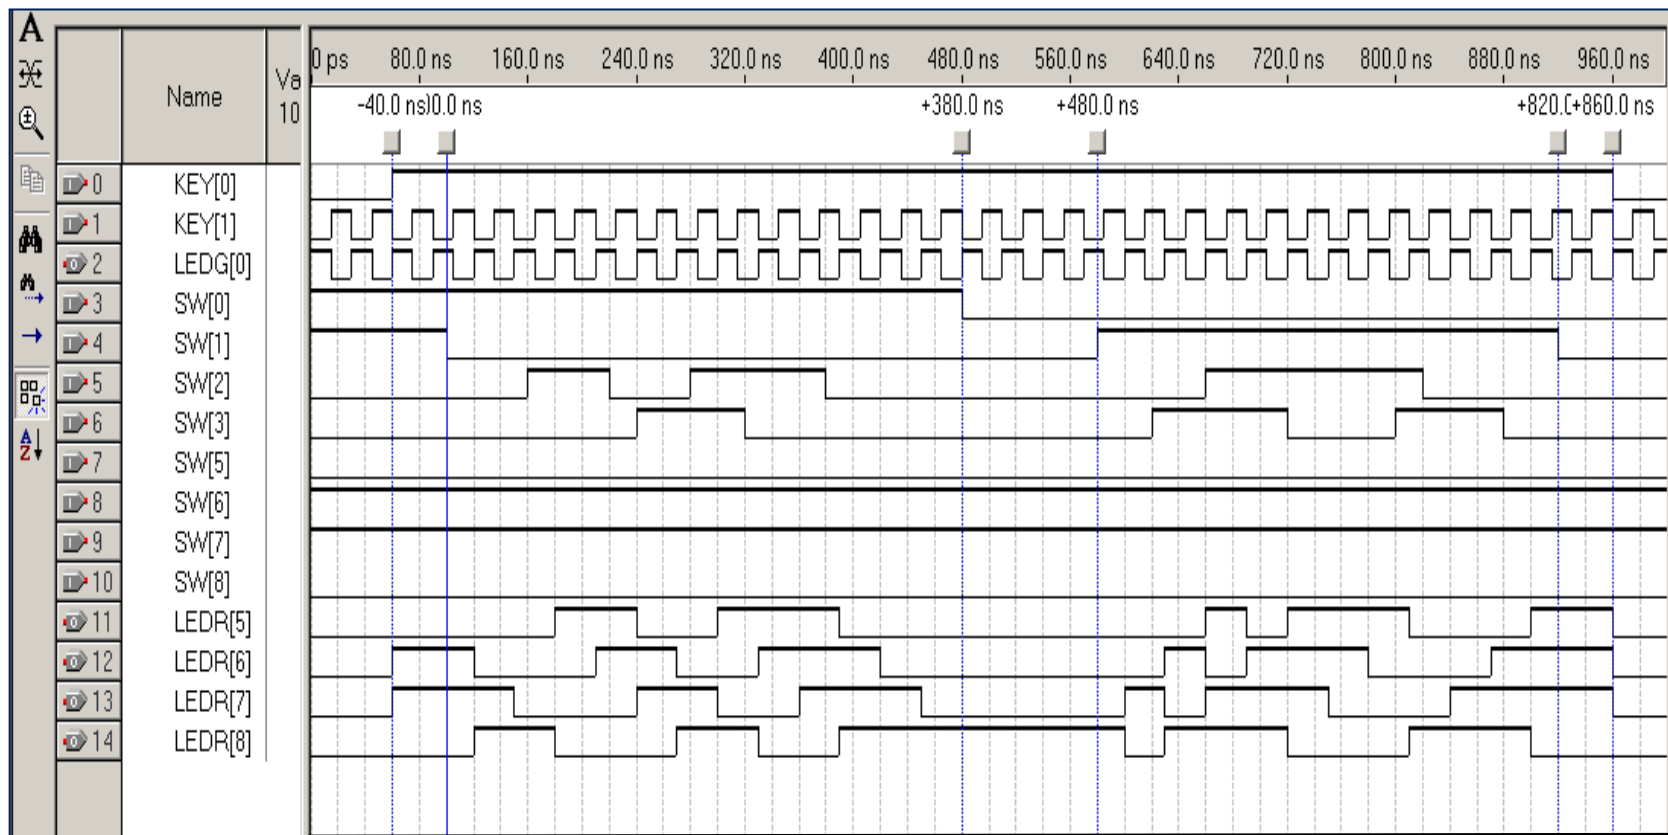 A
0 ps 80.0 ns 160.0 ns 240.0 ns 320.0 ns 400.0 ns 480.0 ns 560.0 ns 640.0 ns 720.0 ns 800.0 ns 880.0 ns 960.0 ns
Name
Va
10
-40.0 ns 00.0 ns +380.0 ns +480.0 ns +820.0 +860.0 ns
0 KEY[0]
1 KEY[1]
2 LEDG[0]
3 SW[0]
4 SW[1]
5 SW[2]
6 SW[3]
7 SW[5]
8 SW[6]
9 SW[7]
10 SW[8]
11 LEDR[5]
12 LEDR[6]
13 LEDR[7]
14 LEDR[8]
A
Z